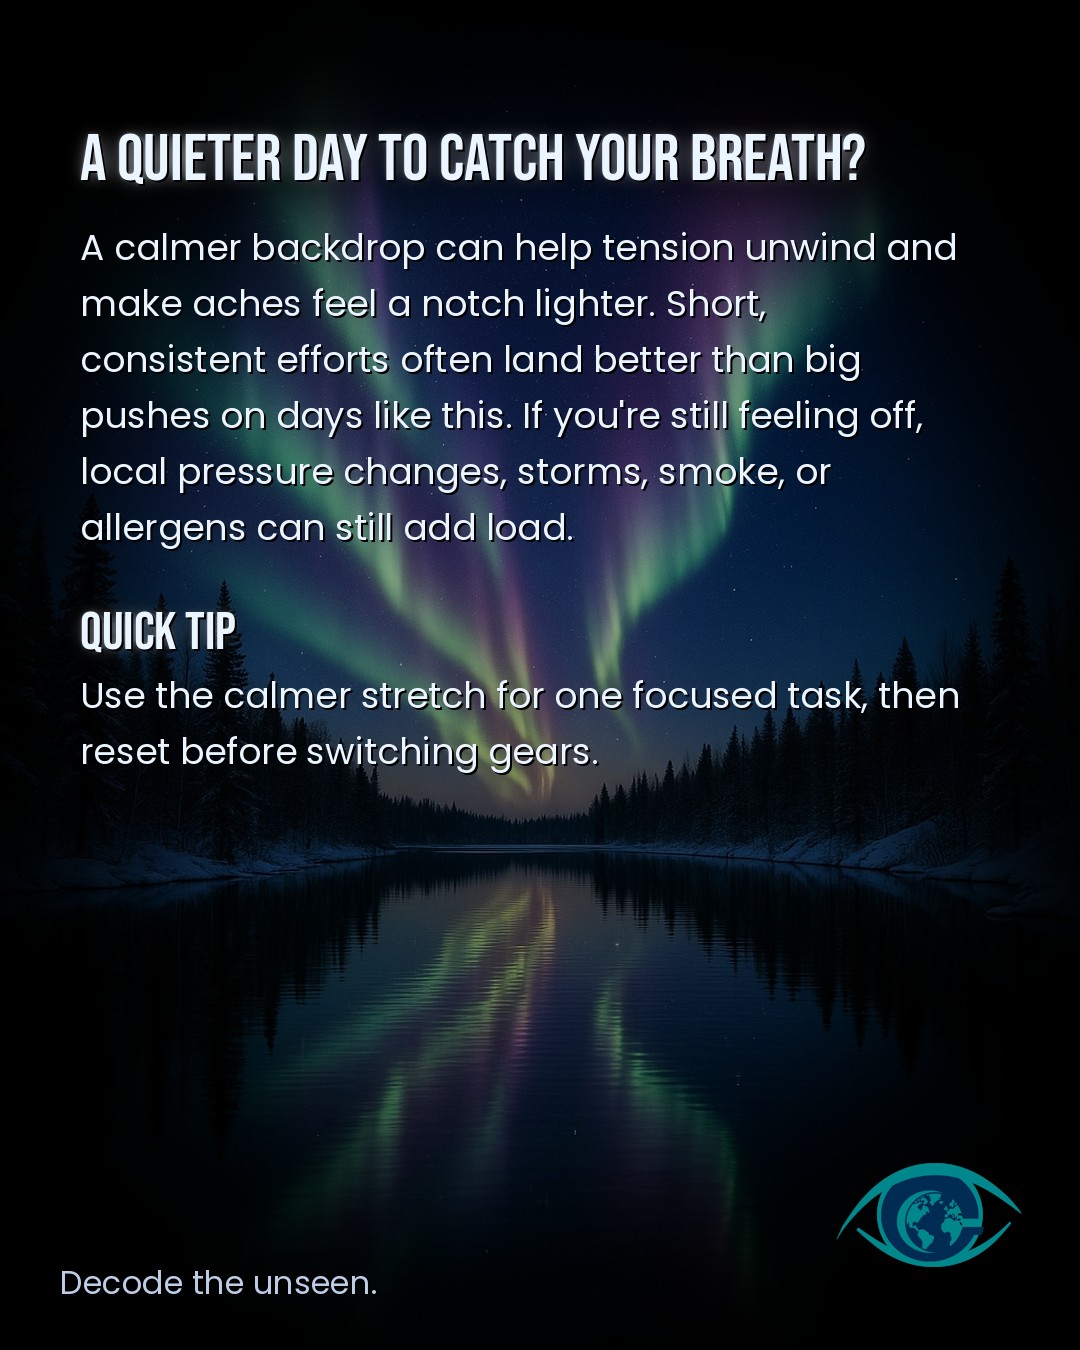 A QUIETER DAY TO CATCH YOUR BREATH?
A calmer backdrop can help tension unwind and
make aches feel a notch lighter. Short,
consistent efforts often land better than big
pushes on days like this. If you're still feeling off,
local pressure changes, storms, smoke, or
allergens can still add load.
QUICK TIP
Use the calmer stretch for one focused task, then
reset before switching gears.
Decode the unseen.